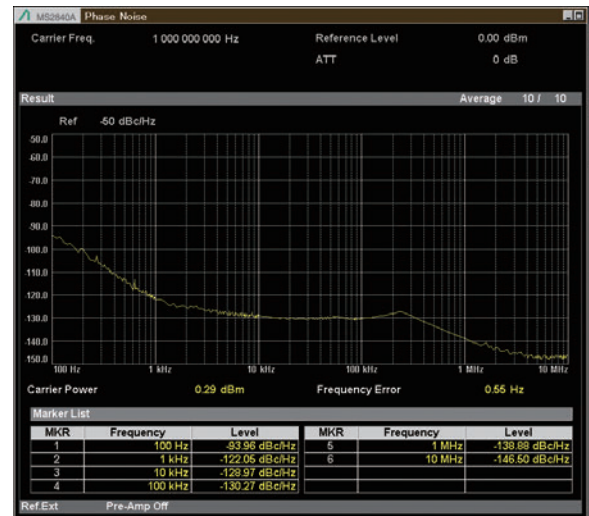 MS2840A Phase Noise
Carrier Freq. 1 000 000 000 Hz Reference Level 0.00 dBm
ATT 0 dB
Result Average 10 / 10
Ref -50 dBc/Hz
50.0
-60.0
-70.0
-80.0
-90.0
-100.0
-110.0
-120.0
-130.0
-140.0
150.0
100 Hz 1 kHz 10 kHz 100 kHz 1 MHz 10 MHz
Carrier Power 0.29 dBm Frequency Error 0.55 Hz
Marker List
MKR Frequency Level MKR Frequency Level
1 100 Hz -93.96 dBc/Hz 5 1 MHz -138.88 dBc/Hz
2 1 kHz -122.05 dBc/Hz 6 10 MHz -146.50 dBc/Hz
3 10 kHz -128.97 dBc/Hz
4 100 kHz -130.27 dBc/Hz
Ref.Ext Pre-Amp Off